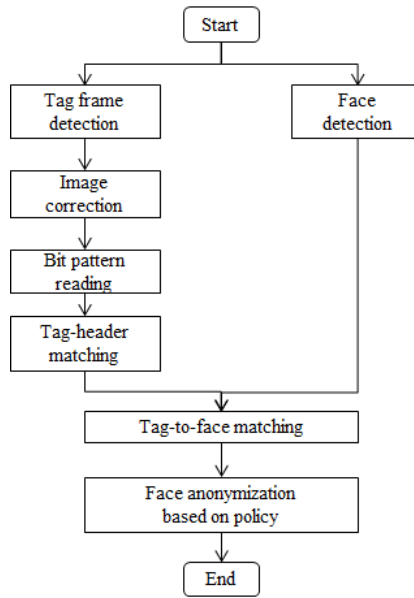 Start
Tag frame
detection
Face
detection
Image
correction
Bit pattern
reading
Tag-header
matching
Tag-to-face matching
Face anonymization
based on policy
End